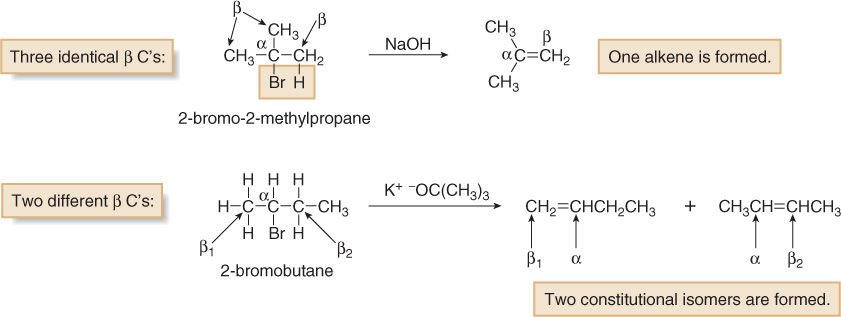 β β
CH₃
Three identical β C's: CH₃–C–CH₂ α NaOH CH₃ α C=CH₂ β CH₃ One alkene is formed.
Br H
2-bromo-2-methylpropane
H H H
Two different β C's: H–C–C–C–CH₃ α K⁺ ⁻OC(CH₃)₃ CH₂=CHCH₂CH₃ + CH₃CH=CHCH₃
H Br H
β₁ β₂ β₁ α α β₂
2-bromobutane
Two constitutional isomers are formed.